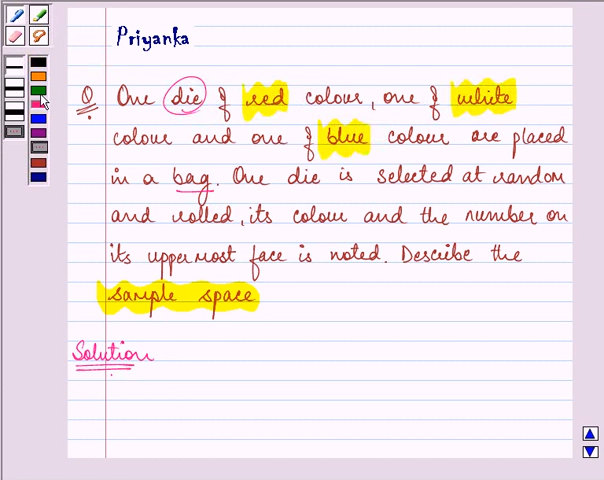 Priyanka
Q One die of red colour, one of white
colour and one of blue colour are placed
in a bag. One die is selected at random
and rolled, its colour and the number on
its uppermost face is noted. Describe the
sample space
Solution